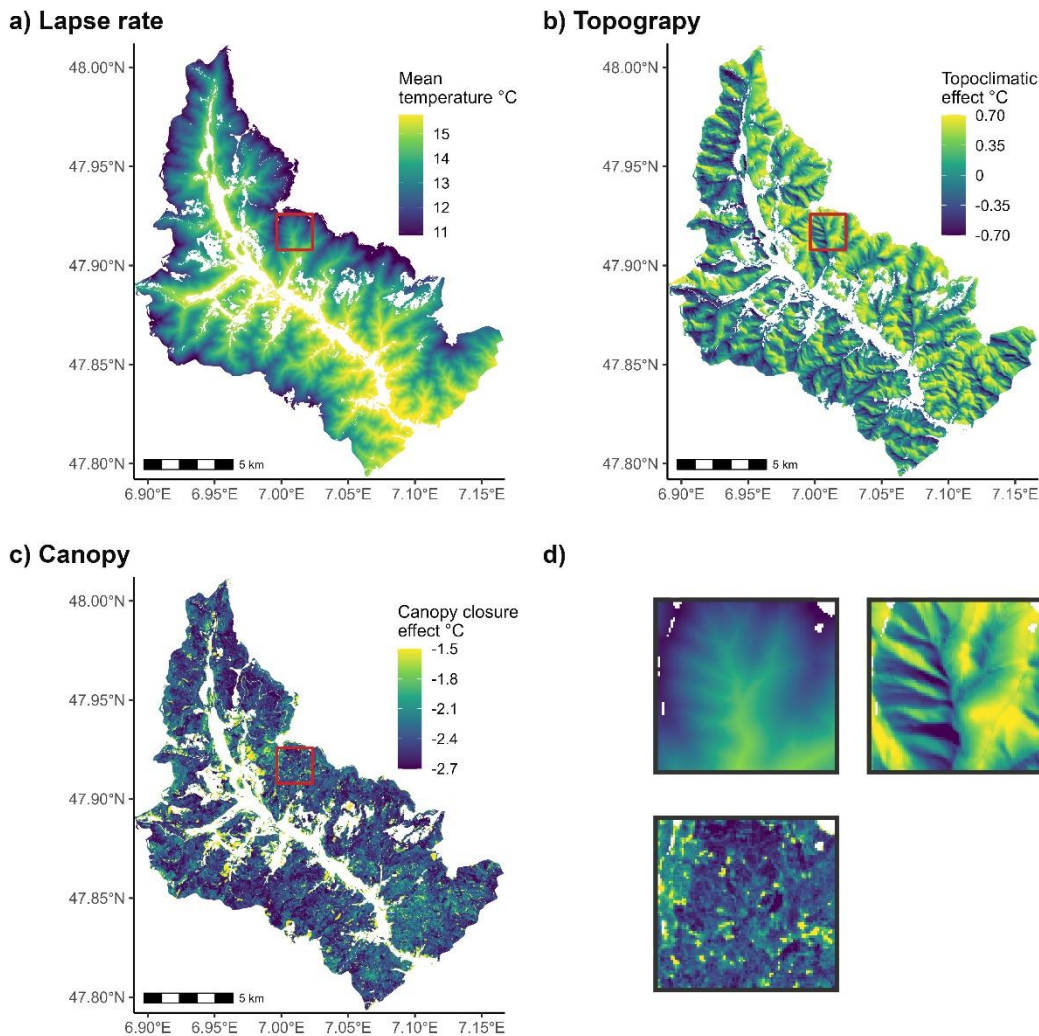 a) Lapse rate
48.00°N
47.95°N
47.90°N
47.85°N
47.80°N
Mean
temperature °C
15
14
13
12
11
5 km
6.90°E 6.95°E 7.00°E 7.05°E 7.10°E 7.15°E
b) Topograpy
48.00°N
47.95°N
47.90°N
47.85°N
47.80°N
Topoclimatic
effect °C
0.70
0.35
0
-0.35
-0.70
5 km
6.90°E 6.95°E 7.00°E 7.05°E 7.10°E 7.15°E
c) Canopy
48.00°N
47.95°N
47.90°N
47.85°N
47.80°N
Canopy closure
effect °C
-1.5
-1.8
-2.1
-2.4
-2.7
5 km
6.90°E 6.95°E 7.00°E 7.05°E 7.10°E 7.15°E
d)